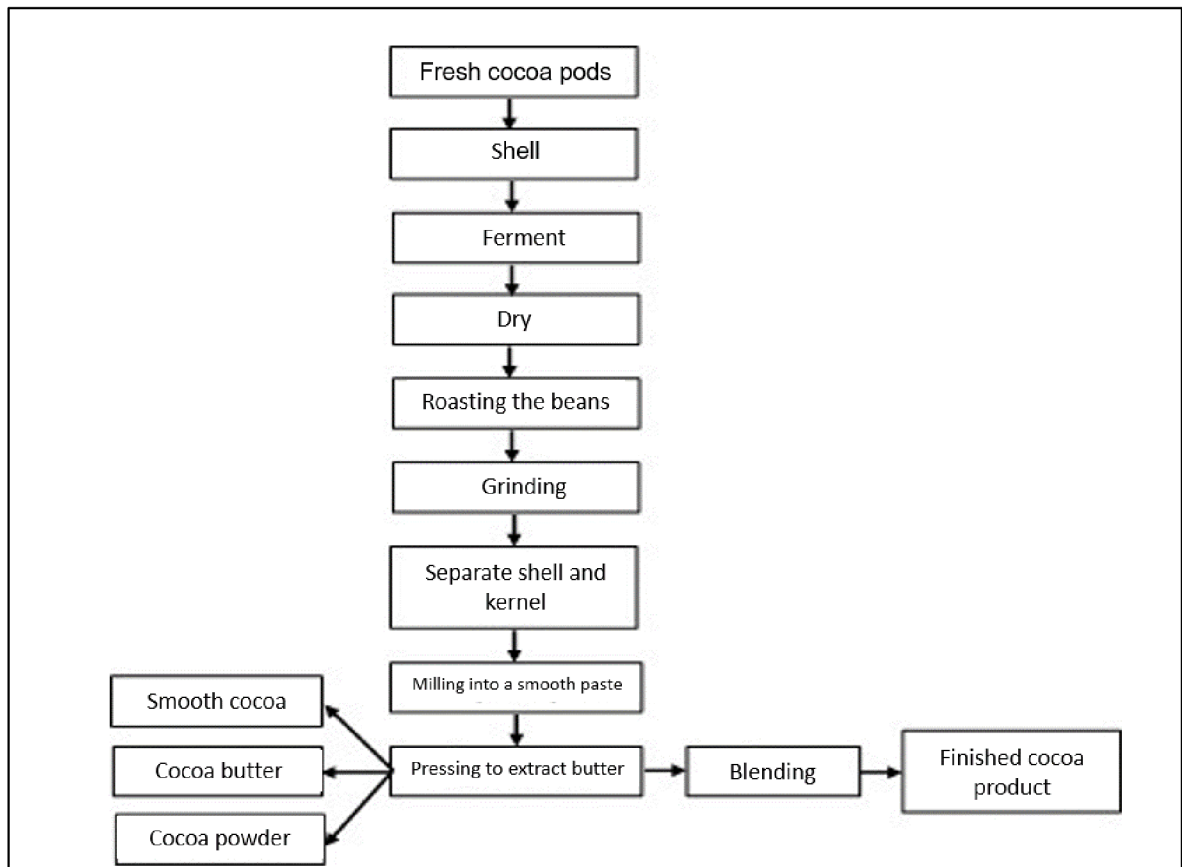 Fresh cocoa pods
Shell
Ferment
Dry
Roasting the beans
Grinding
Separate shell and
kernel
Milling into a smooth paste
Smooth cocoa
Cocoa butter
Cocoa powder
Pressing to extract butter
Blending
Finished cocoa
product